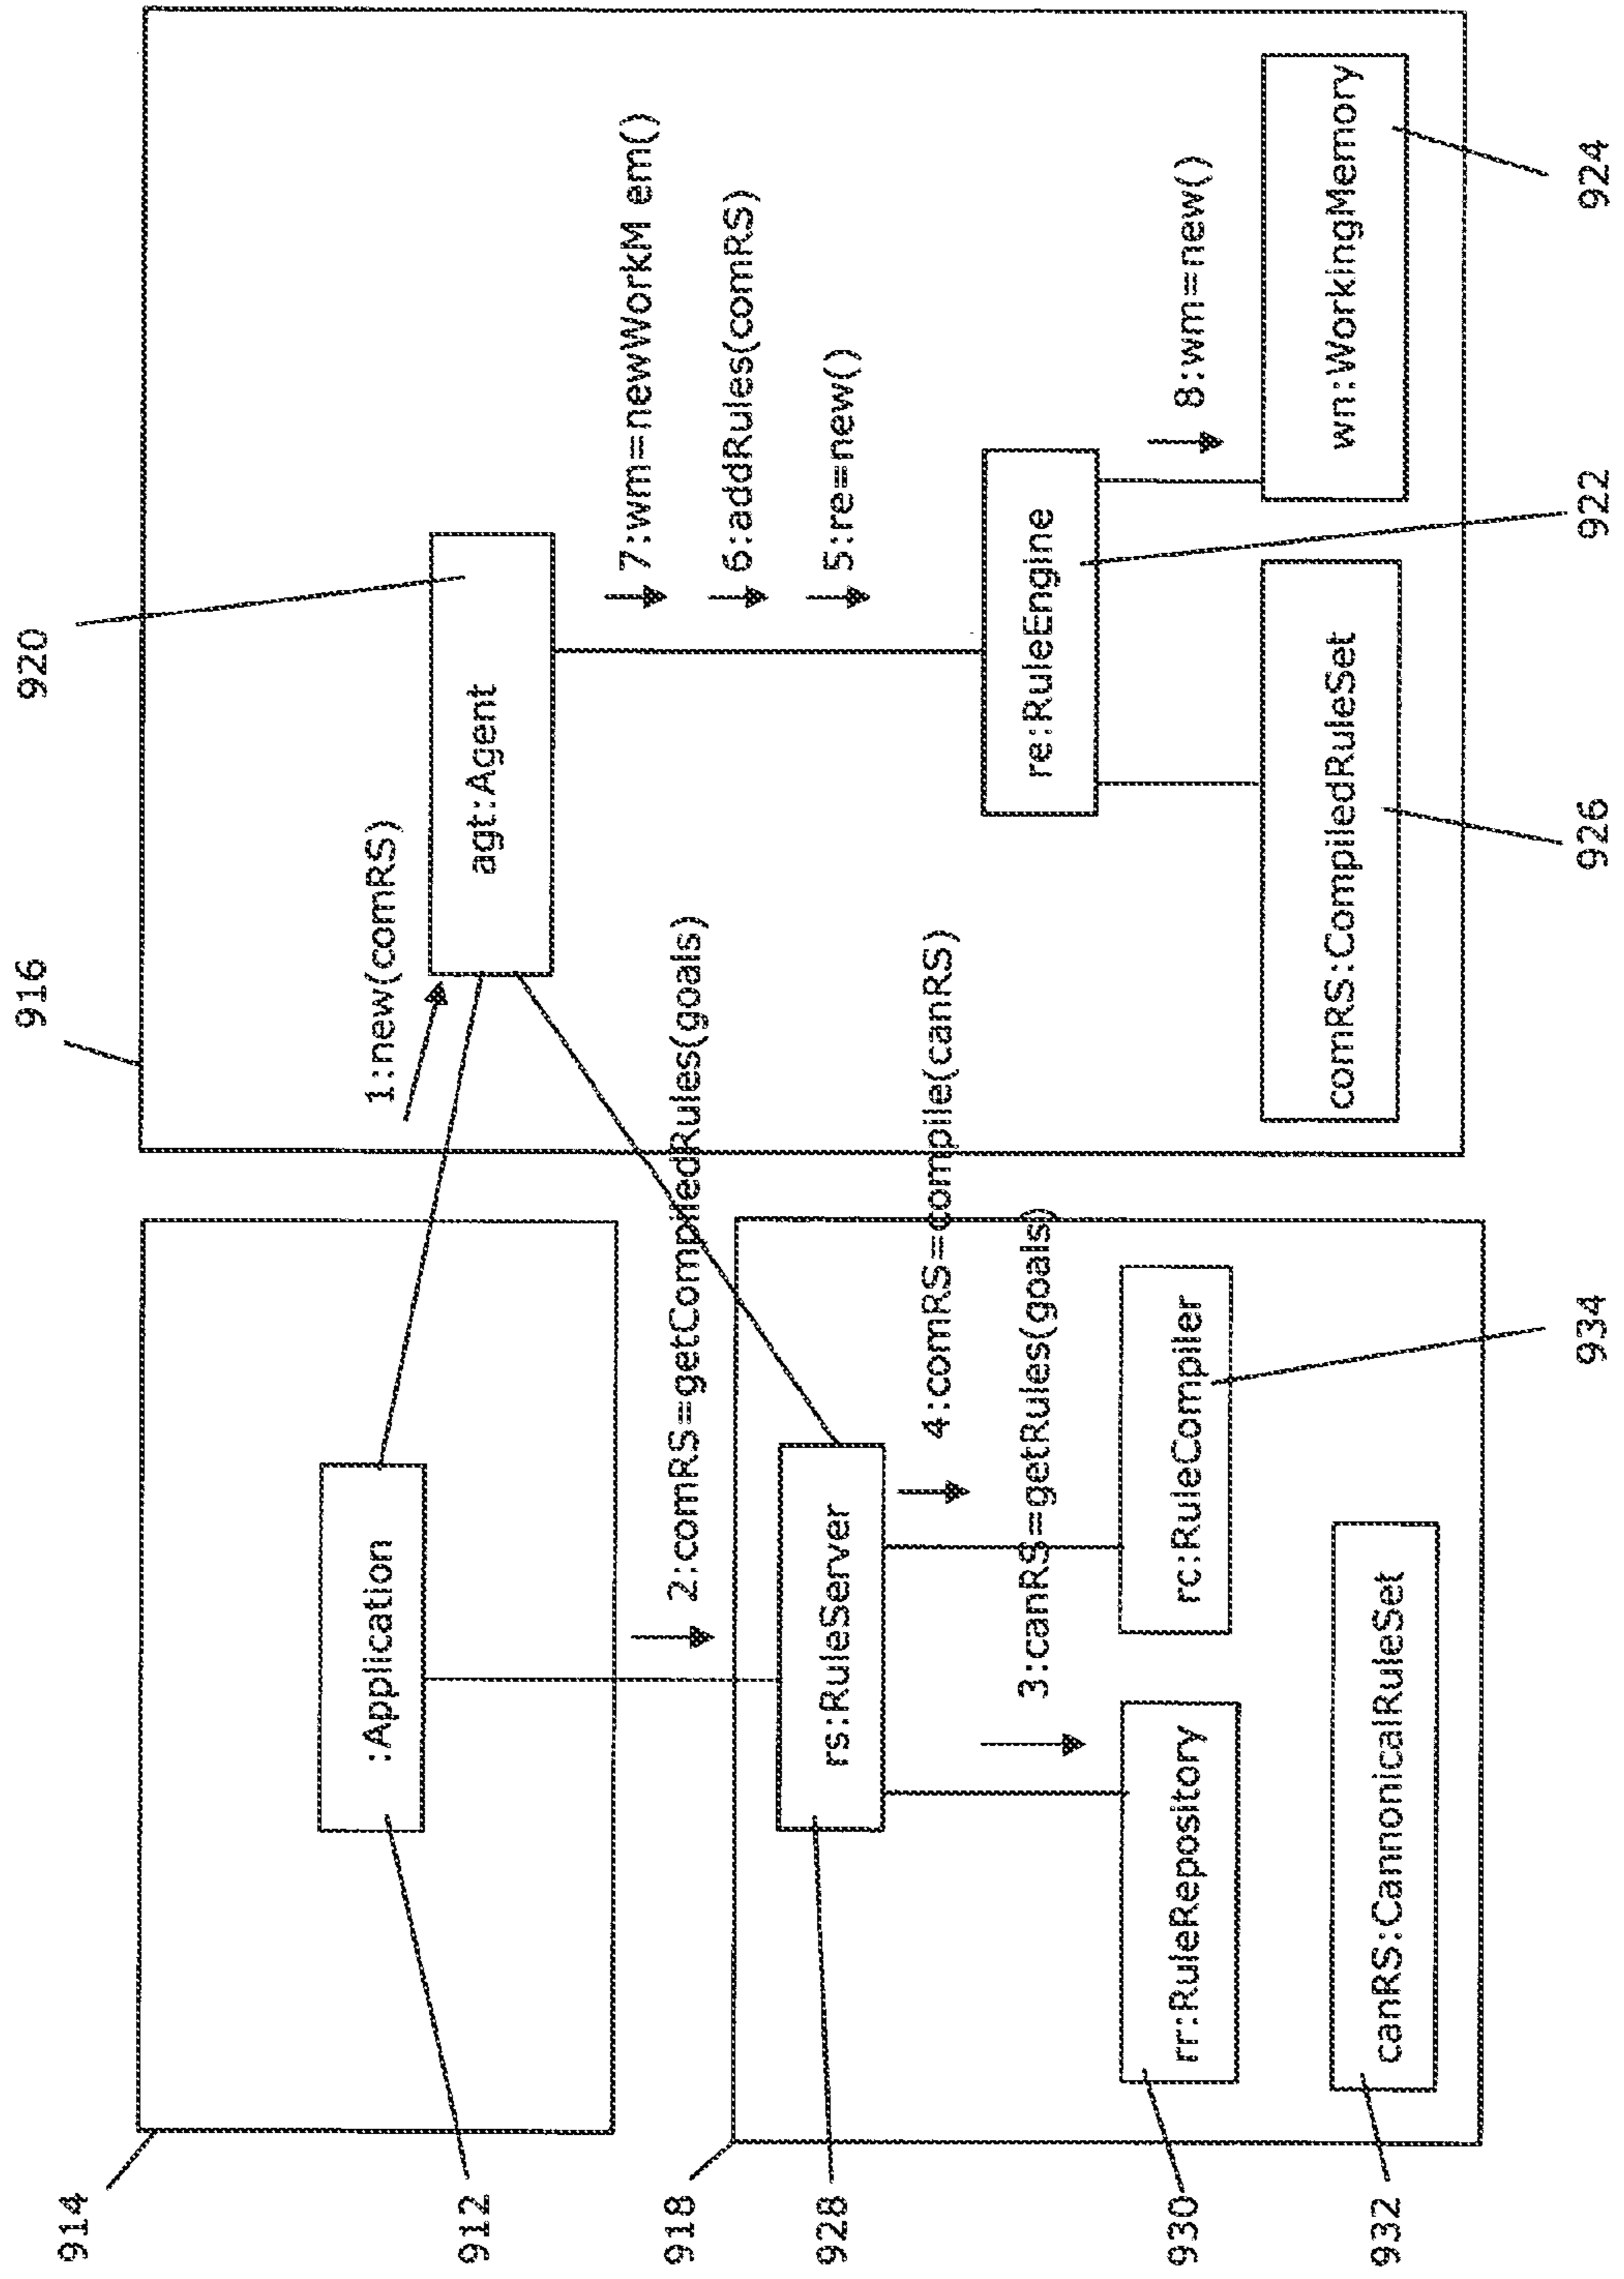 914
916
920
912
:Application
1:new(comRS)
agt:Agent
918
2:comRS=getCompiledRules(goals)
7:wm=newWorkM em()
6:addRules(comRS)
5:re=new()
928
rs:RuleServer
4:comRS=compile(canRS)
3:canRS=getRules(goals)
re:RuleEngine
8:wm=new()
930
rr:RuleRepository
rc:RuleCompiler
comRS:CompiledRuleSet
wn:WorkingMemory
932
canRS:CannonicalRuleSet
934
926
922
924